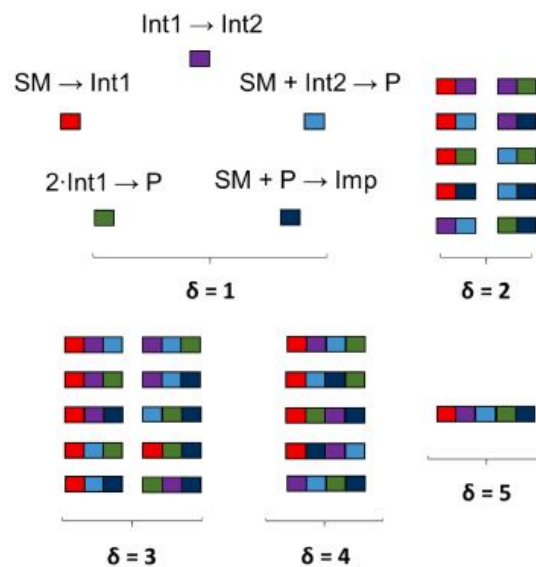 Int1 → Int2
SM → Int1
SM + Int2 → P
2·Int1 → P
SM + P → Imp
δ = 1
δ = 2
δ = 3
δ = 4
δ = 5